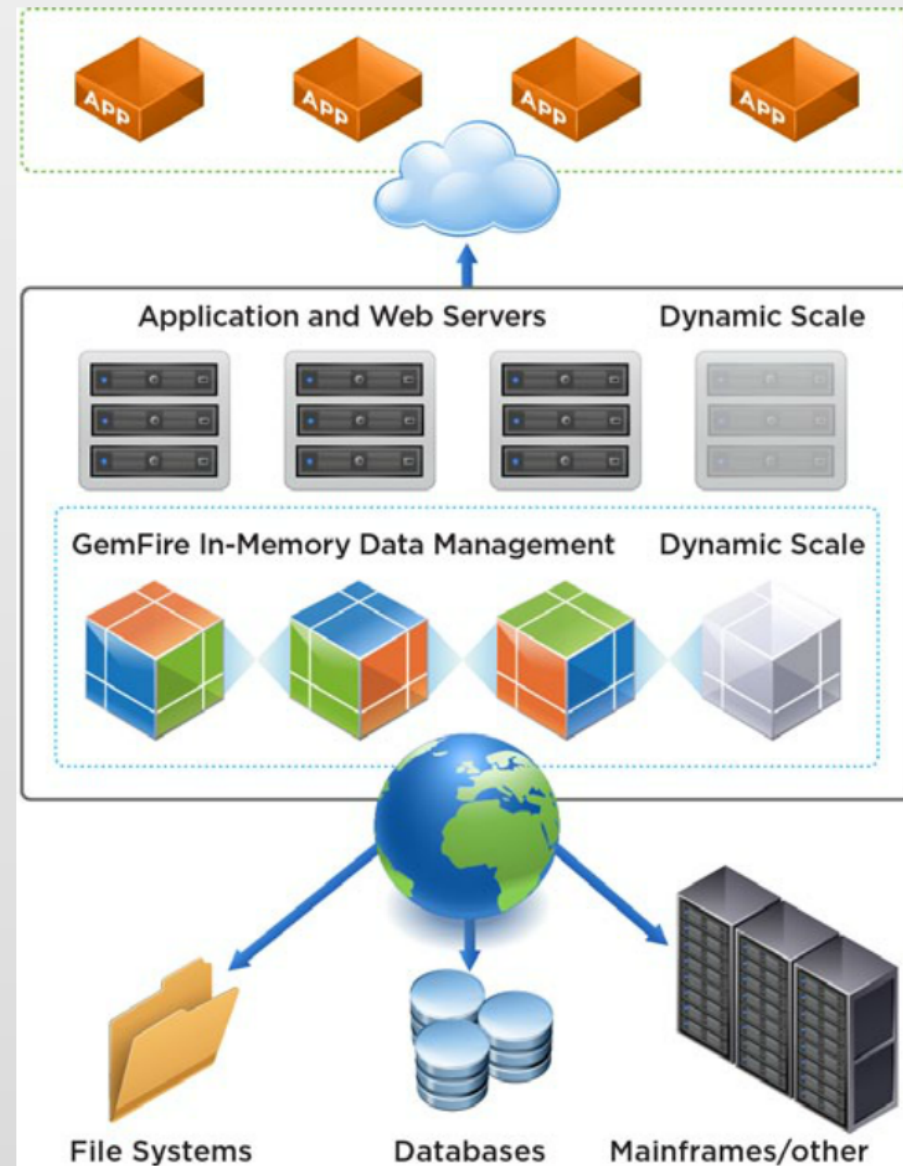 APP APP APP APP
Application and Web Servers Dynamic Scale
GemFire In-Memory Data Management Dynamic Scale
File Systems Databases Mainframes/other